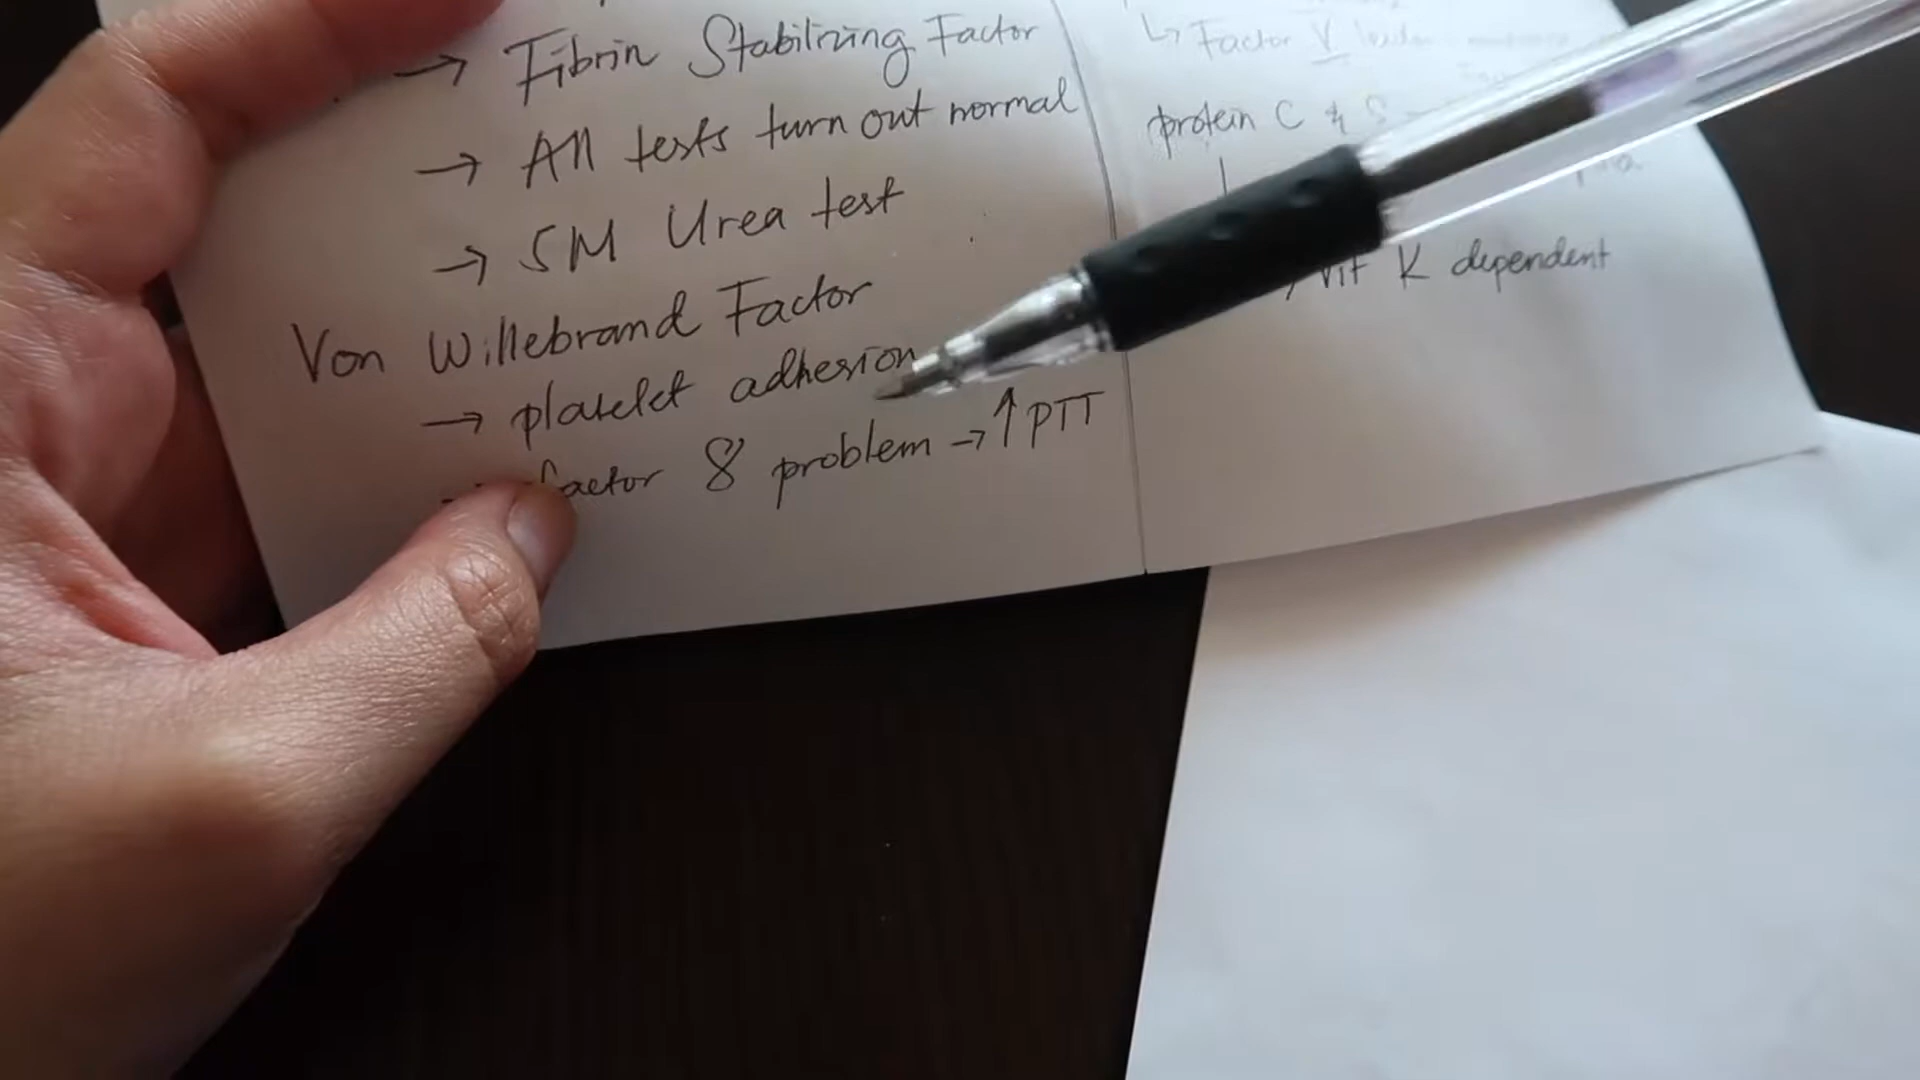 → Fibrin Stabilizing Factor
→ All tests turn out normal
→ 5M Urea test
Von Willebrand Factor
→ platelet adhesion
factor 8 problem → ↑ PTT
↳ Factor V
protein C & S
vit K dependent